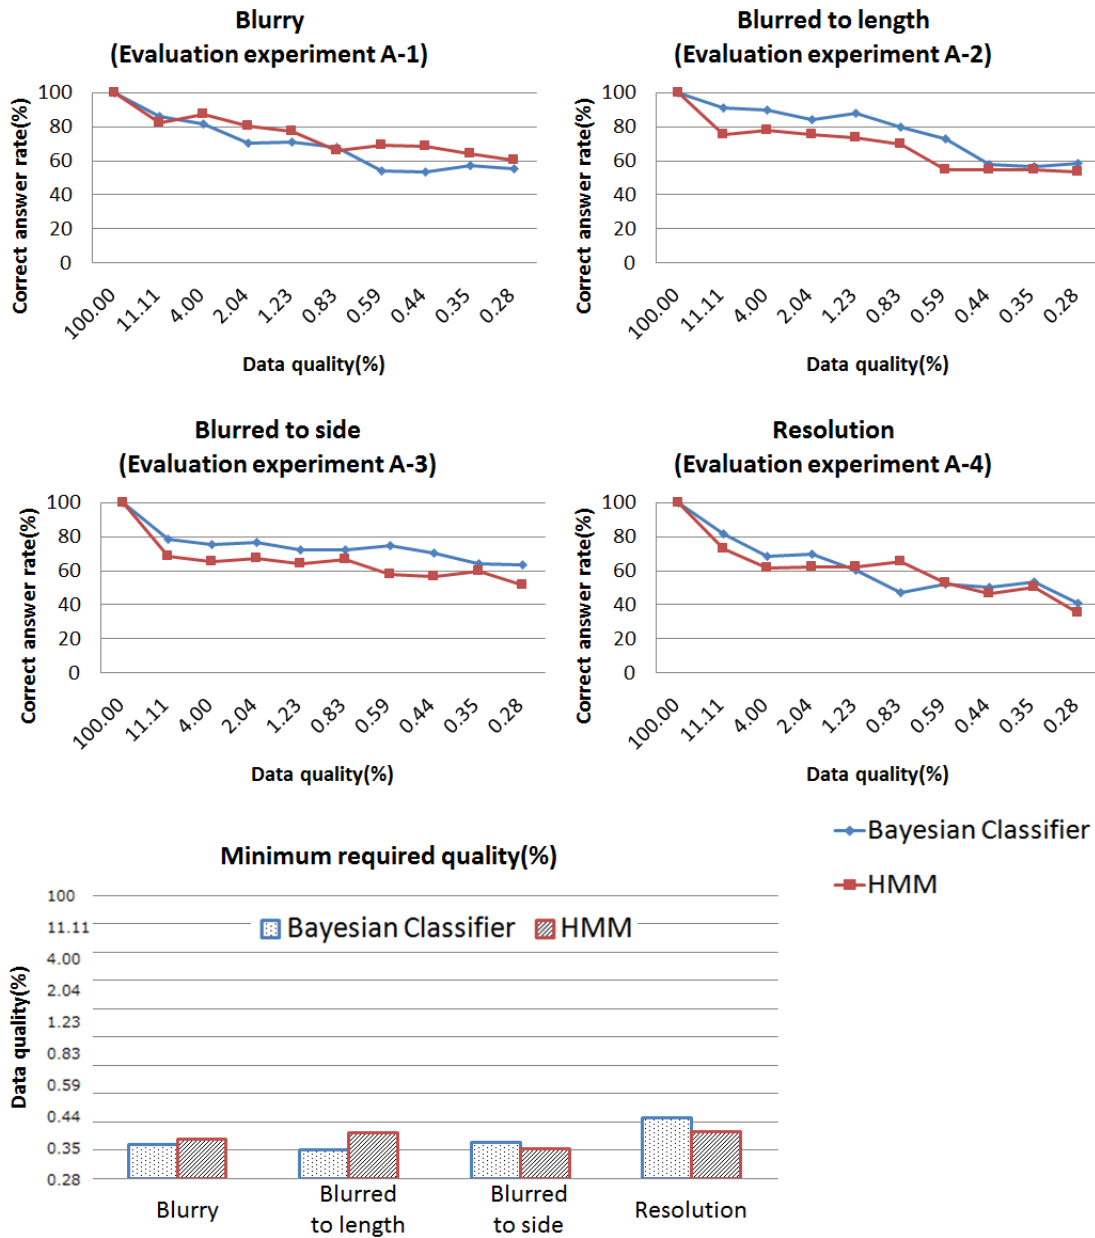 Blurry
(Evaluation experiment A-1)
Correct answer rate(%)
100
80
60
40
20
0
100.00
11.11
4.00
2.04
1.23
0.83
0.59
0.44
0.35
0.28
Data quality(%)
Blurred to length
(Evaluation experiment A-2)
Correct answer rate(%)
100
80
60
40
20
0
100.00
11.11
4.00
2.04
1.23
0.83
0.59
0.44
0.35
0.28
Data quality(%)
Blurred to side
(Evaluation experiment A-3)
Correct answer rate(%)
100
80
60
40
20
0
100.00
11.11
4.00
2.04
1.23
0.83
0.59
0.44
0.35
0.28
Data quality(%)
Resolution
(Evaluation experiment A-4)
Correct answer rate(%)
100
80
60
40
20
0
100.00
11.11
4.00
2.04
1.23
0.83
0.59
0.44
0.35
0.28
Data quality(%)
Bayesian Classifier
HMM
Minimum required quality(%)
Data quality(%)
100
11.11
4.00
2.04
1.23
0.83
0.59
0.44
0.35
0.28
Bayesian Classifier
HMM
Blurry
Blurred
to length
Blurred
to side
Resolution